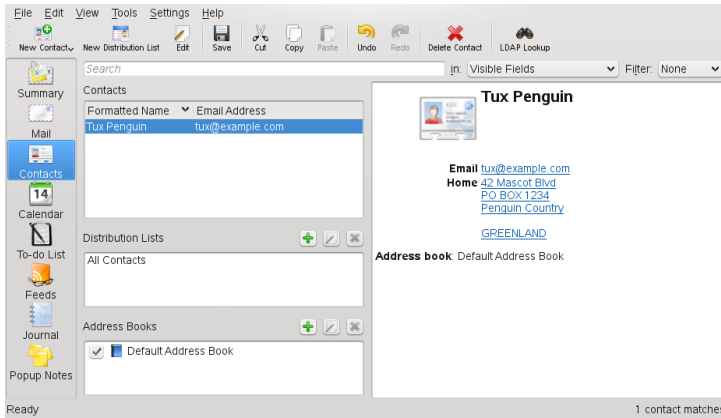 File Edit View Tools Settings Help
New Contact New Distribution List Edit Save Cut Copy Paste Undo Redo Delete Contact LDAP Lookup
Search in: Visible Fields Filter: None
Summary
Mail
Contacts
14
Calendar
To-do List
Feeds
Journal
Popup Notes
Contacts
Formatted Name Email Address
Tux Penguin tux@example.com
Distribution Lists
All Contacts
Address Books
Default Address Book
Tux Penguin
Email tux@example.com
Home 42 Mascot Blvd
PO BOX 1234
Penguin Country
GREENLAND
Address book: Default Address Book
Ready 1 contact matches